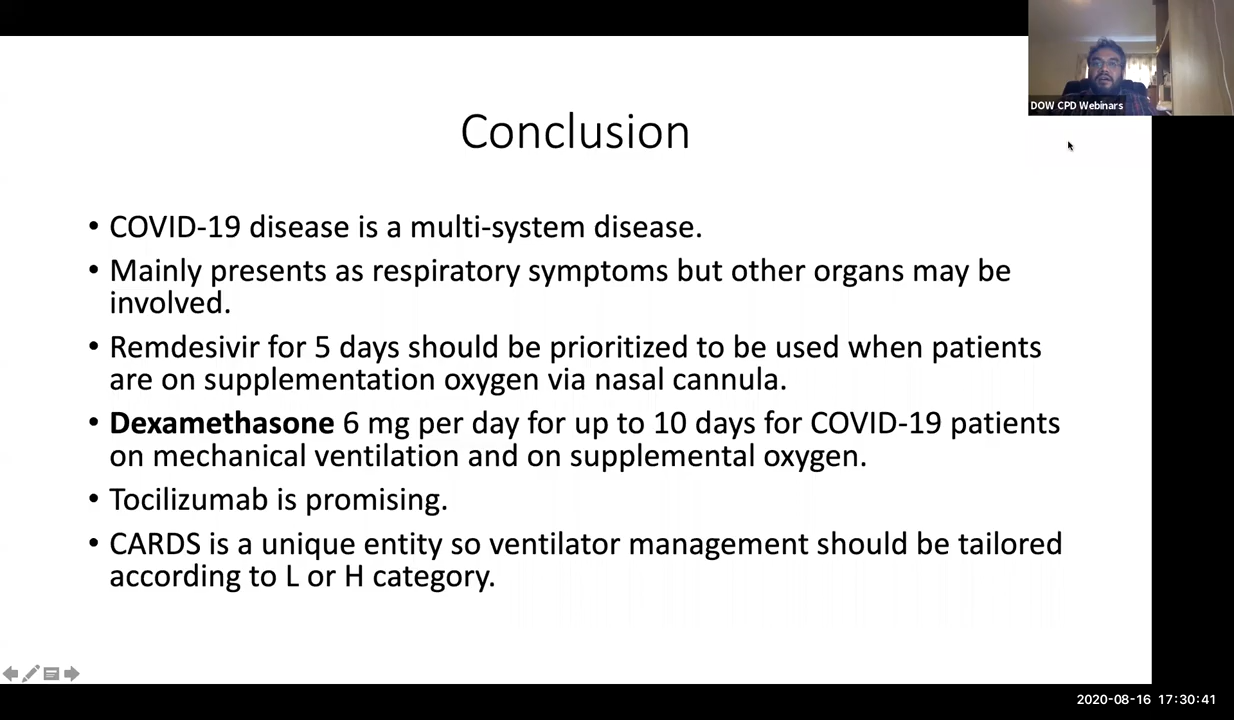 DOW CPD Webinars
Conclusion
• COVID-19 disease is a multi-system disease.
• Mainly presents as respiratory symptoms but other organs may be
involved.
• Remdesivir for 5 days should be prioritized to be used when patients
are on supplementation oxygen via nasal cannula.
• Dexamethasone 6 mg per day for up to 10 days for COVID-19 patients
on mechanical ventilation and on supplemental oxygen.
• Tocilizumab is promising.
• CARDS is a unique entity so ventilator management should be tailored
according to L or H category.
2020-08-16 17:30:41